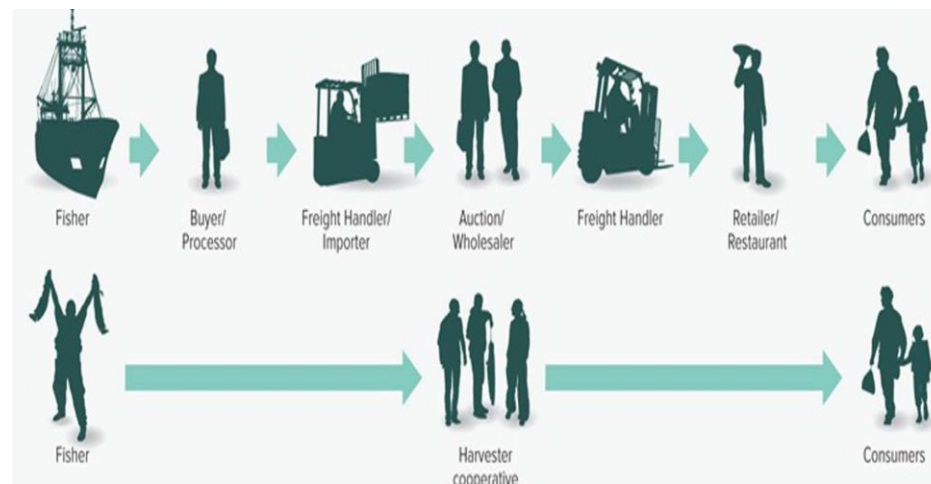 Fisher
Buyer/
Processor
Freight Handler/
Importer
Auction/
Wholesaler
Freight Handler
Retailer/
Restaurant
Consumers
Fisher
Harvester
cooperative
Consumers